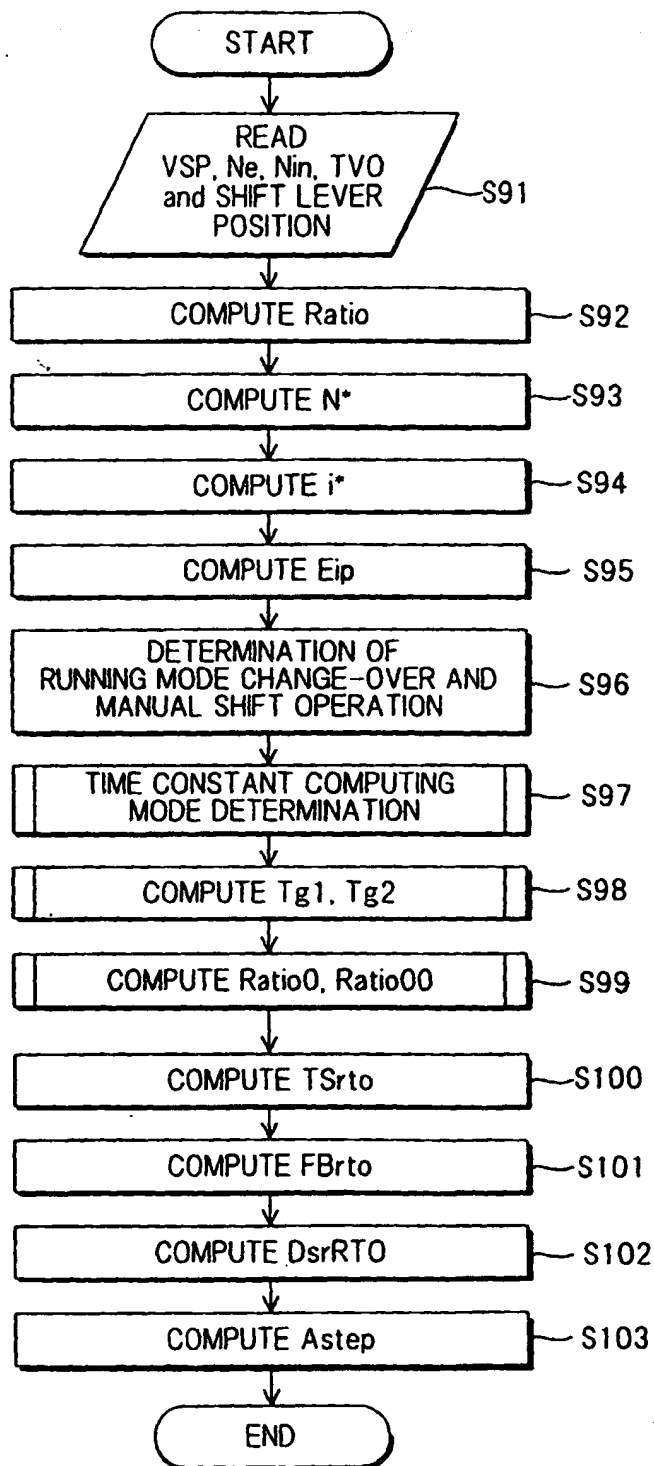 START
READ
VSP, Ne, Nin, TVO
and SHIFT LEVER
POSITION
S91
COMPUTE Ratio
S92
COMPUTE N*
S93
COMPUTE i*
S94
COMPUTE Eip
S95
DETERMINATION OF
RUNNING MODE CHANGE-OVER AND
MANUAL SHIFT OPERATION
S96
TIME CONSTANT COMPUTING
MODE DETERMINATION
S97
COMPUTE Tg1, Tg2
S98
COMPUTE Ratio0, Ratio00
S99
COMPUTE TSrto
S100
COMPUTE FBrto
S101
COMPUTE DsrRTO
S102
COMPUTE Astep
S103
END